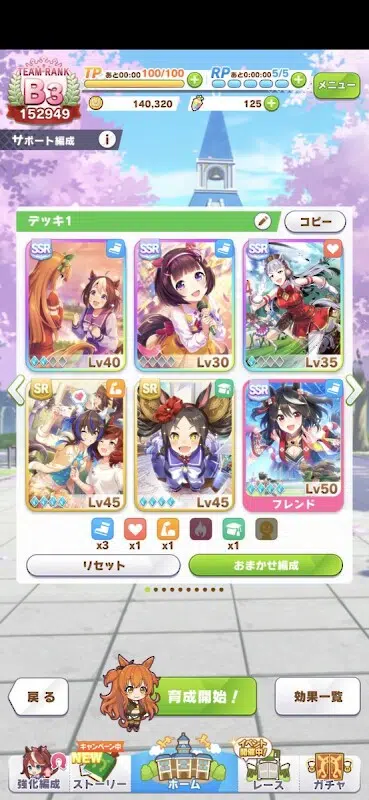 TEAM RANK
B3
152949
TP あと00:00 100/100
RP あと0:00:00 5/5
メニュー
140,320
125
サポート編成 i
デッキ1
コピー
SSR SSR SSR
Lv40 Lv30 Lv35
SR SR SSR
Lv45 Lv45 Lv50
フレンド
x3 x1 x1 x1
リセット
おまかせ編成
戻る
育成開始！
効果一覧
キャンペーン中
イベント開催中！
NEW
強化編成
ストーリー
ホーム
レース
ガチャ